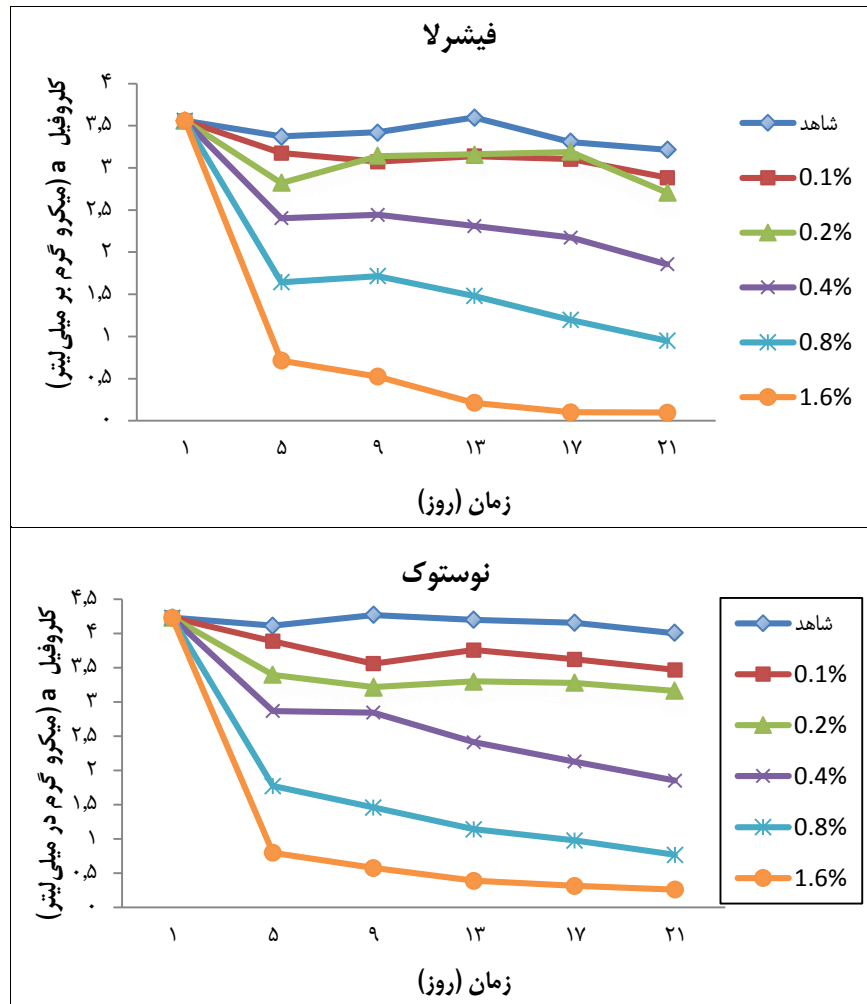 فیشرلا
کلروفیل a (میکرو گرم بر میلی‌لیتر)
۴
۳,۵
۳
۲,۵
۲
۱,۵
۱
۰,۵
۰
۱ ۵ ۹ ۱۳ ۱۷ ۲۱
زمان (روز)
شاهد
0.1%
0.2%
0.4%
0.8%
1.6%
نوستوک
کلروفیل a (میکرو گرم در میلی‌لیتر)
۴,۵
۴
۳,۵
۳
۲,۵
۲
۱,۵
۱
۰,۵
۰
۱ ۵ ۹ ۱۳ ۱۷ ۲۱
زمان (روز)
شاهد
0.1%
0.2%
0.4%
0.8%
1.6%